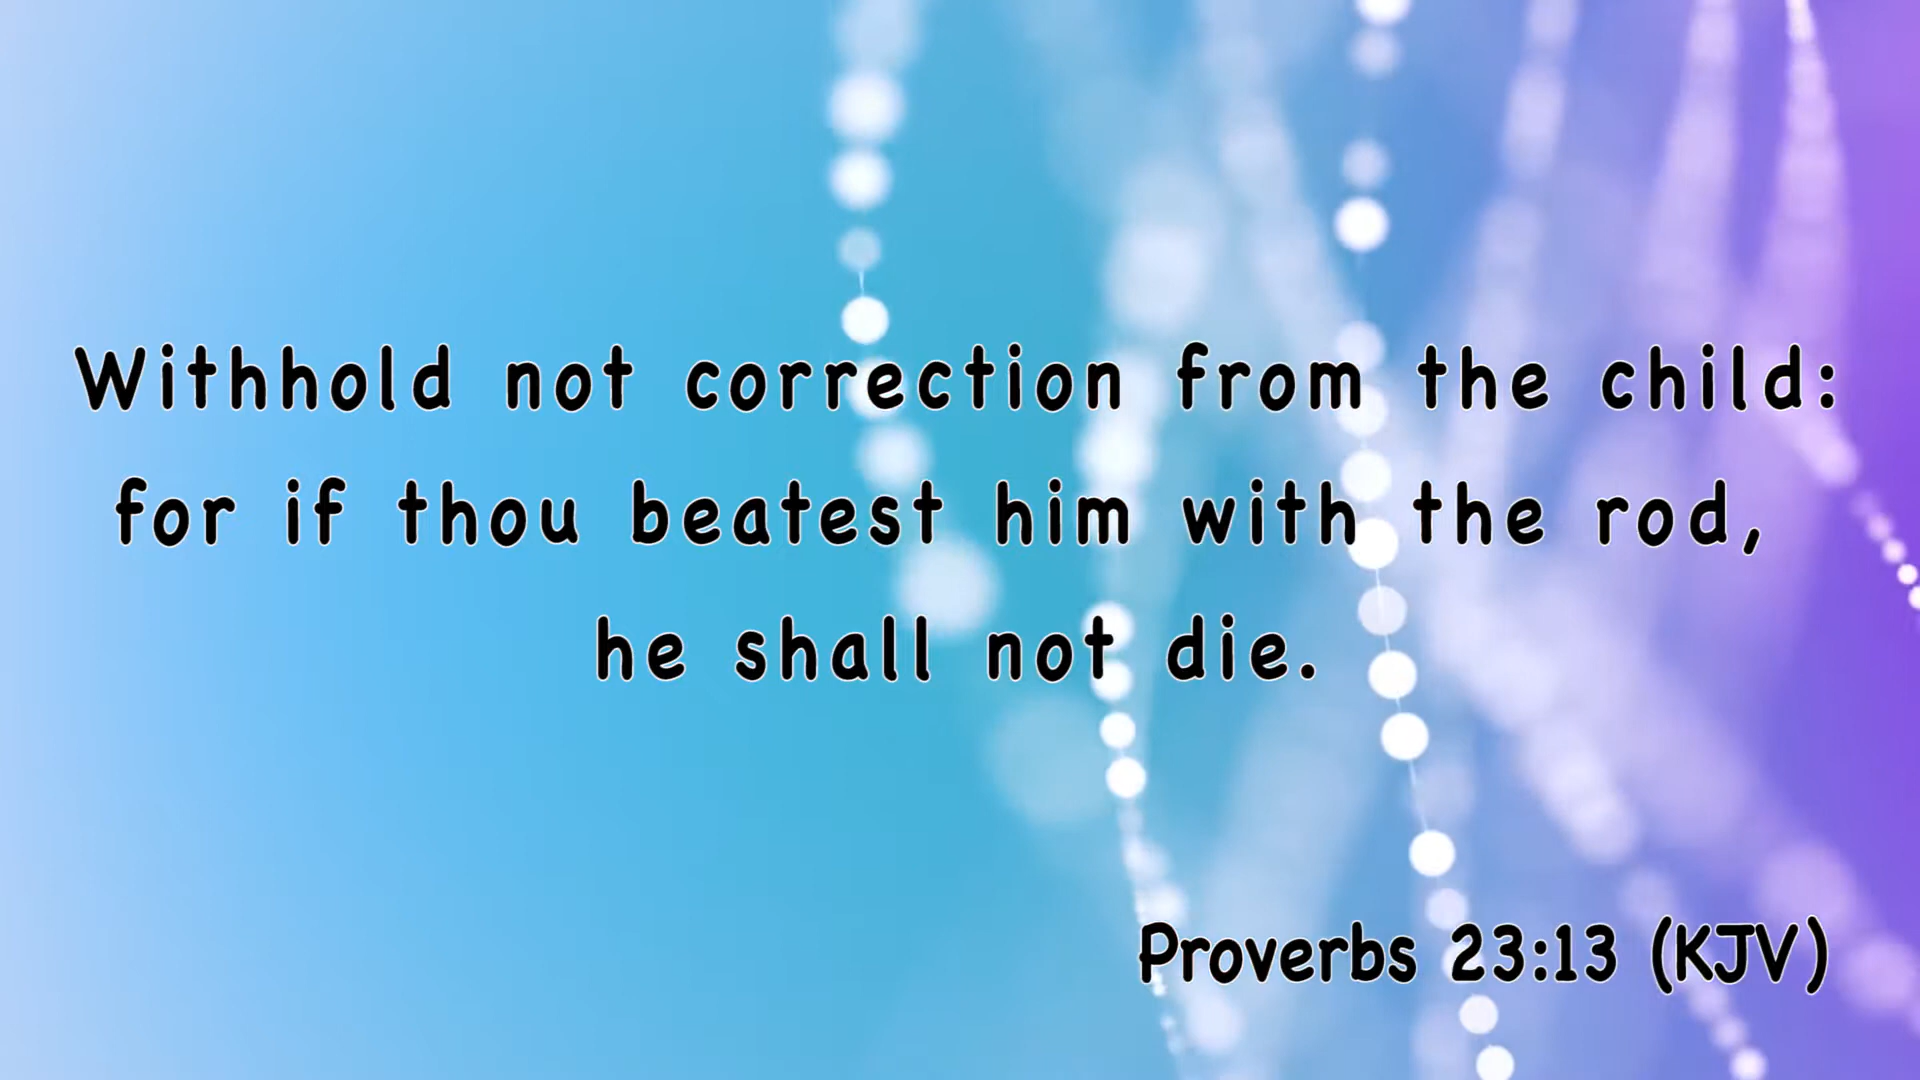 Withhold not correction from the child:
for if thou beatest him with the rod,
he shall not die.
Proverbs 23:13 (KJV)